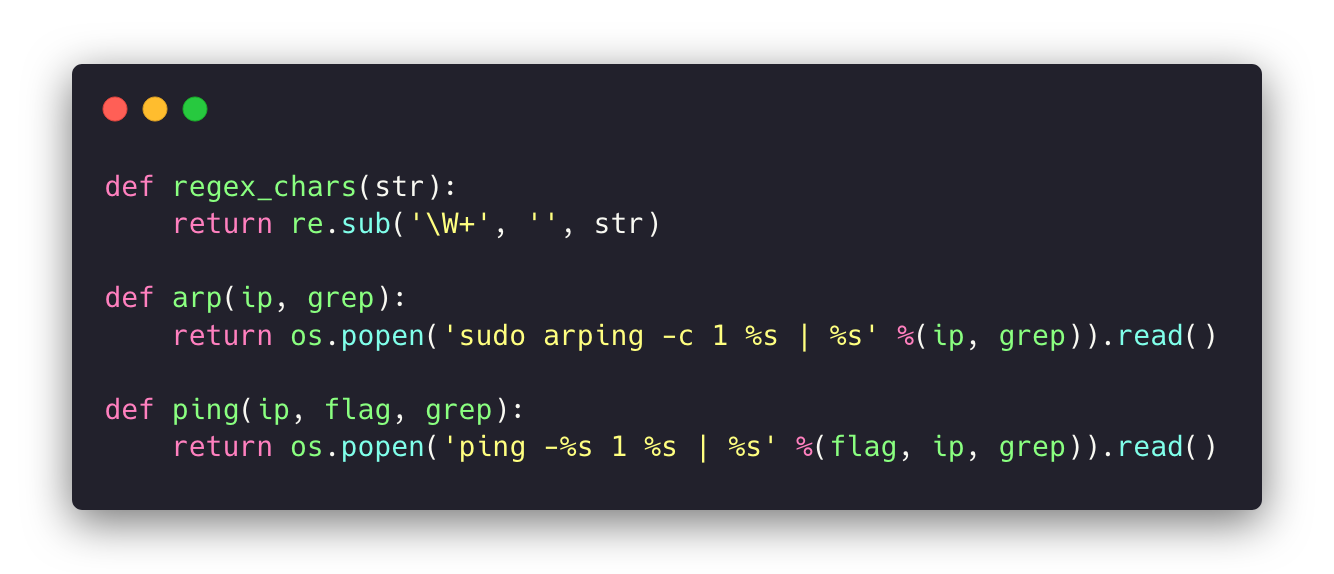 def regex_chars(str):
    return re.sub('\W+', '', str)
def arp(ip, grep):
    return os.popen('sudo arping -c 1 %s | %s' %(ip, grep)).read()
def ping(ip, flag, grep):
    return os.popen('ping -%s 1 %s | %s' %(flag, ip, grep)).read()